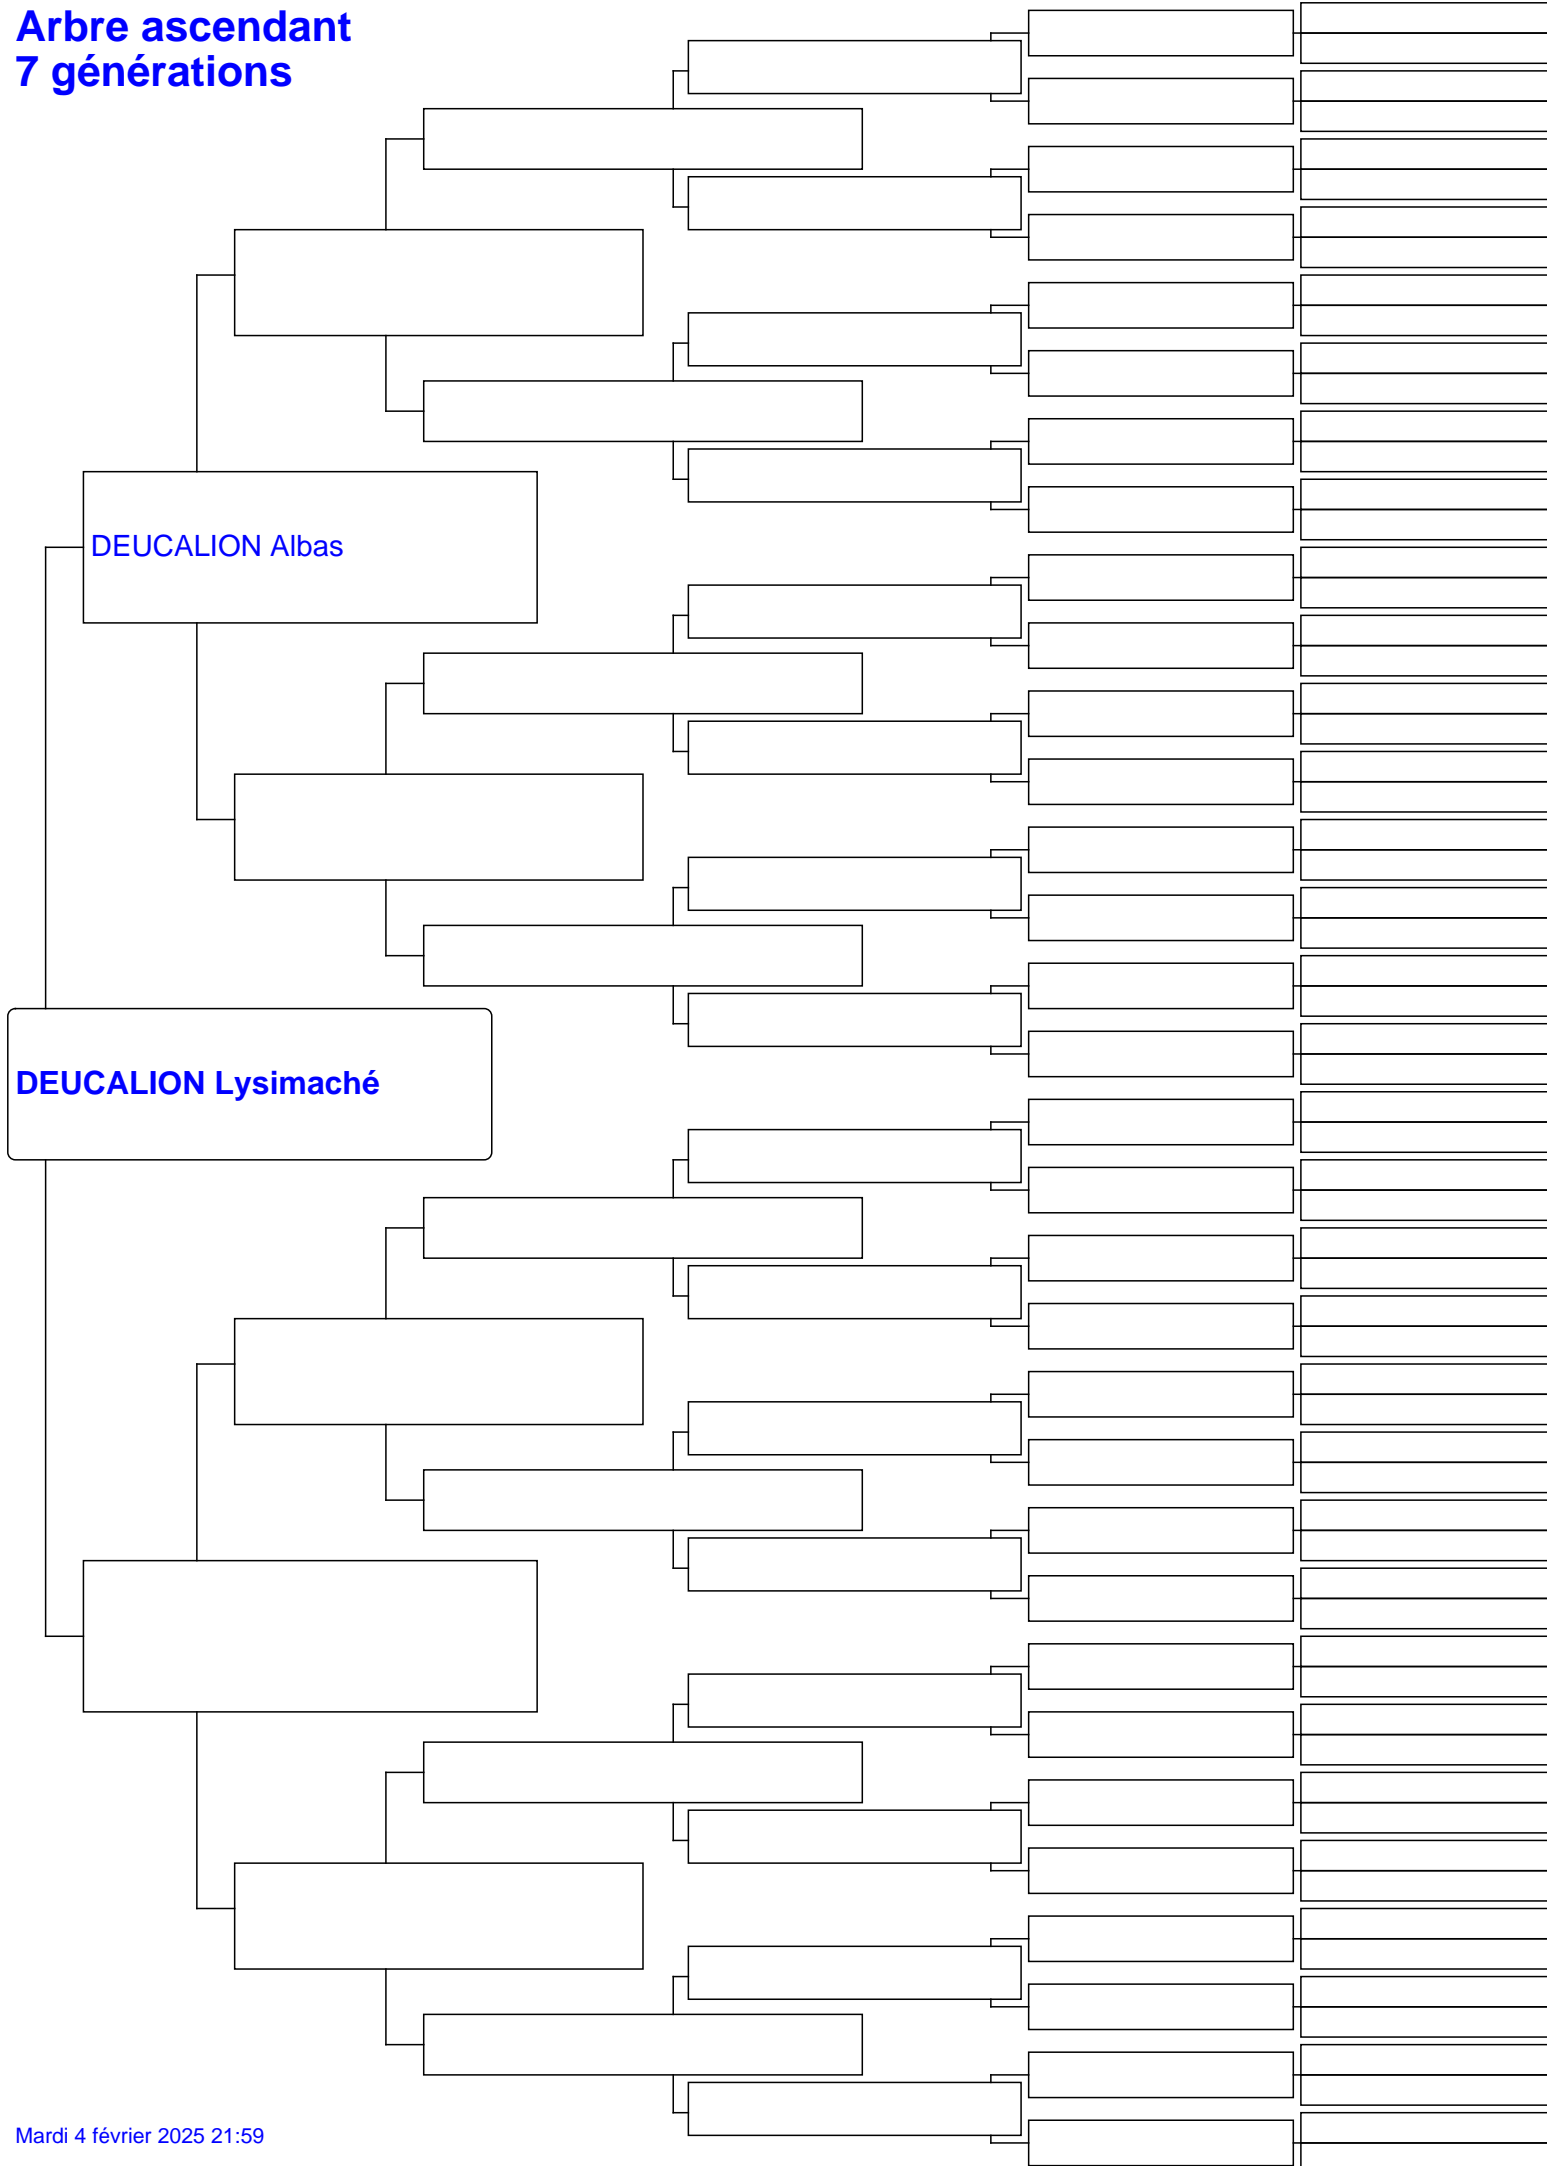 Arbre ascendant
7 générations
DEUCALION Albas
DEUCALION Lysimaché
Mardi 4 février 2025 21:59